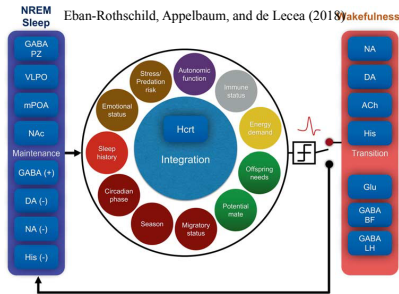 NREM
Sleep
Eban-Rothschild, Appelbaum, and de Lecea (2018)
Wakefulness
GABA
PZ
VLPO
mPOA
NAc
Maintenance
GABA (+)
DA (-)
NA (-)
His (-)
Autonomic
function
Stress/
Predation
risk
Immune
status
Emotional
status
Energy
demand
Hcrt
Integration
Sleep
history
Offspring
needs
Circadian
phase
Potential
mate
Season
Migratory
status
NA
DA
ACh
His
Transition
Glu
GABA
BF
GABA
LH